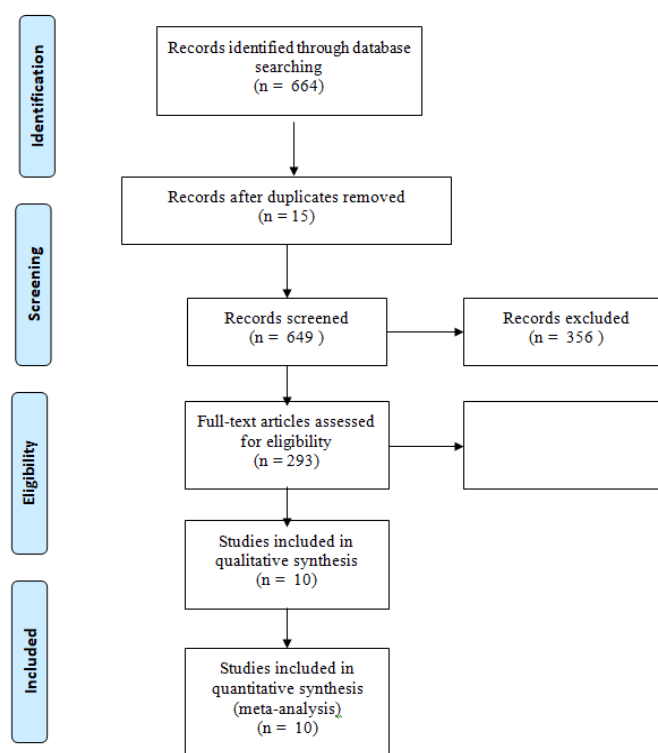 Identification
Records identified through database
searching
(n = 664)
Records after duplicates removed
(n = 15)
Screening
Records screened
(n = 649 )
Records excluded
(n = 356 )
Eligibility
Full-text articles assessed
for eligibility
(n = 293)
Studies included in
qualitative synthesis
(n = 10)
Included
Studies included in
quantitative synthesis
(meta-analysis)
(n = 10)